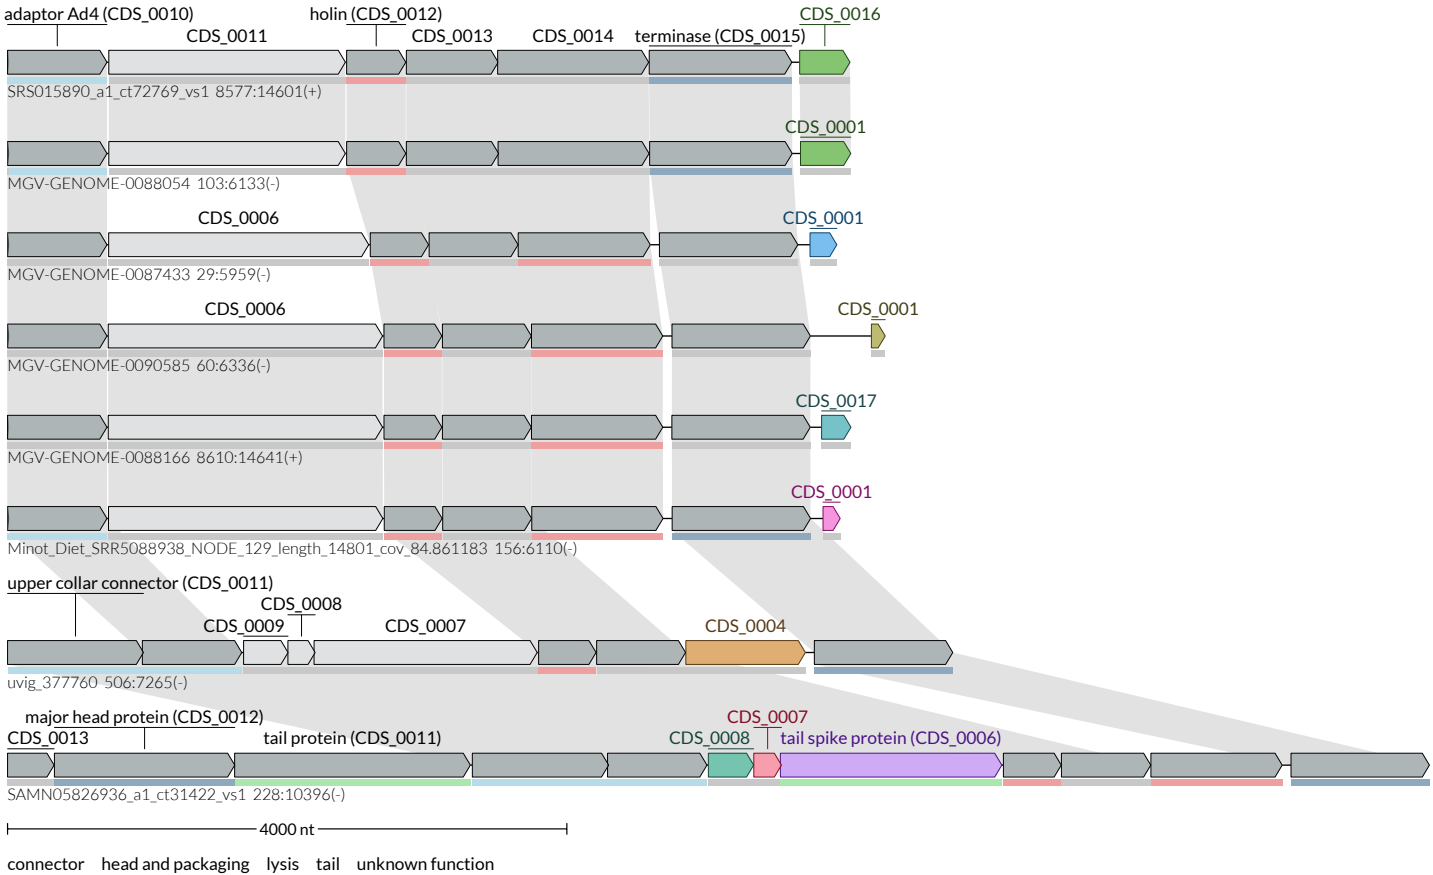 adaptor Ad4 (CDS_0010) holin (CDS_0012) CDS_0016
CDS_0011 CDS_0013 CDS_0014 terminase (CDS_0015)
SRS015890_a1_ct72769_vs1 8577:14601(+)
CDS_0001
MGV-GENOME-0088054 103:6133(-)
CDS_0006 CDS_0001
MGV-GENOME-0087433 29:5959(-)
CDS_0006 CDS_0001
MGV-GENOME-0090585 60:6336(-)
CDS_0017
MGV-GENOME-0088166 8610:14641(+)
CDS_0001
Minot_Diet_SRR5088938_NODE_129_length_14801_cov_84.861183 156:6110(-)
upper collar connector (CDS_0011)
CDS_0008
CDS_0009 CDS_0007 CDS_0004
uvig_377760 506:7265(-)
major head protein (CDS_0012) CDS_0007
CDS_0013 tail protein (CDS_0011) CDS_0008 tail spike protein (CDS_0006)
SAMN05826936_a1_ct31422_vs1 228:10396(-)
4000 nt
connector head and packaging lysis tail unknown function